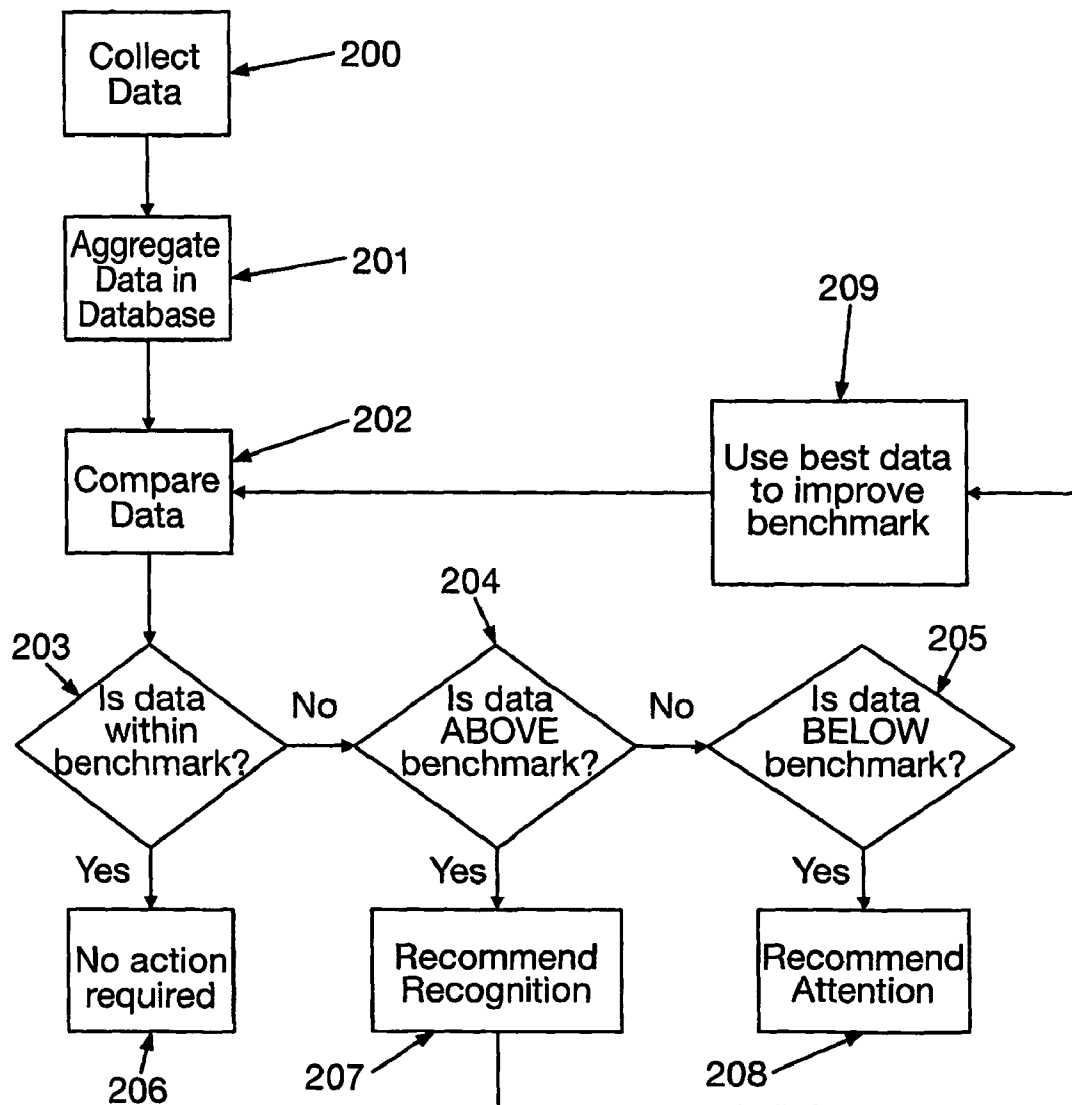 Collect
Data
200
Aggregate
Data in
Database
201
209
Compare
Data
202
Use best data
to improve
benchmark
203
Is data
within
benchmark?
No
204
Is data
ABOVE
benchmark?
No
205
Is data
BELOW
benchmark?
Yes
Yes
Yes
No action
required
Recommend
Recognition
Recommend
Attention
206
207
208